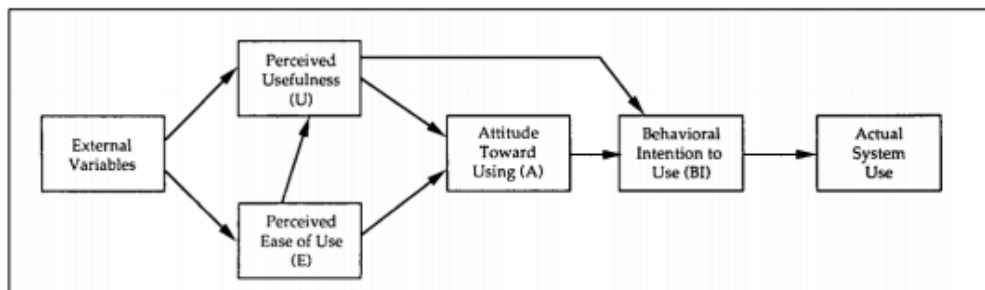 Perceived
Usefulness
(U)
External
Variables
Perceived
Ease of Use
(E)
Attitude
Toward
Using (A)
Behavioral
Intention to
Use (BI)
Actual
System
Use